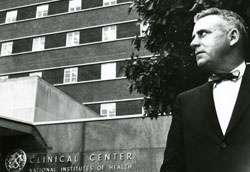 CLINICAL CENTER
NATIONAL INSTITUTES OF HEALTH